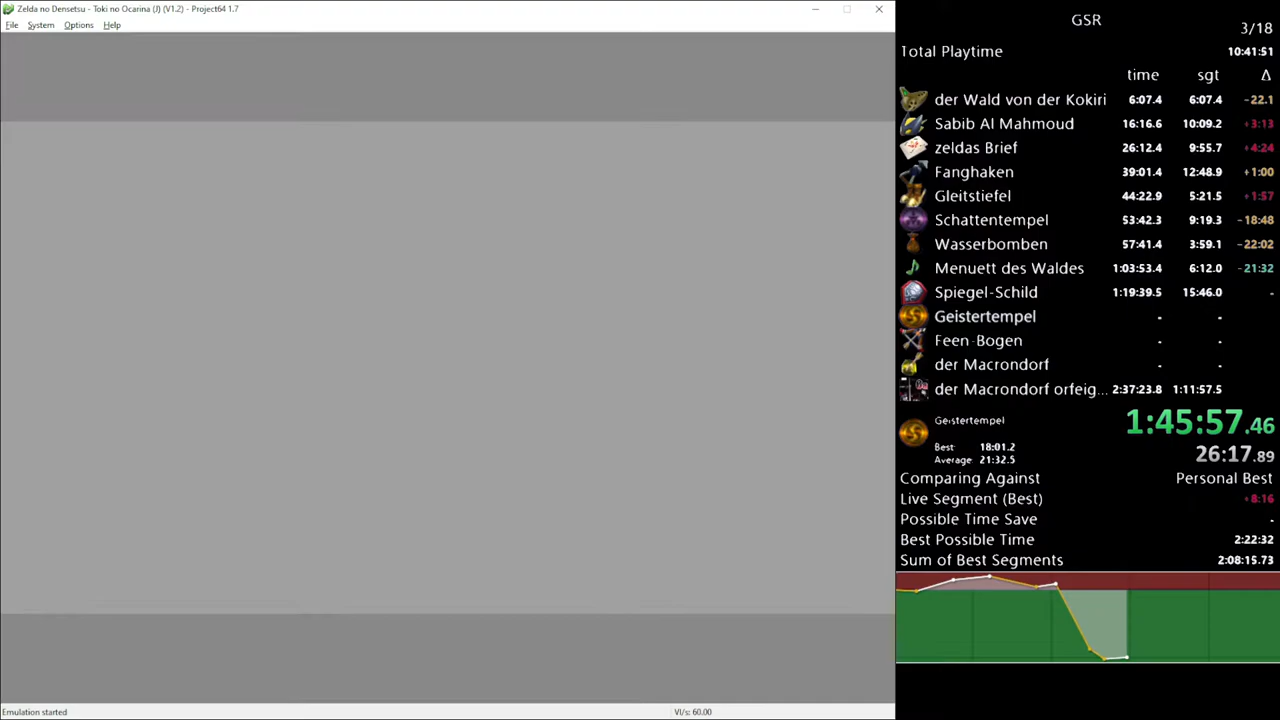 Zelda no Densetsu - Toki no Ocarina (J) (V1.2) - Project64 1.7
File System Options Help
Emulation started
VI/s: 60.00
GSR
3/18
Total Playtime 10:41:51
time sgt Δ
der Wald von der Kokiri 6:07.4 6:07.4 -22.1
Sabib Al Mahmoud 16:16.6 10:09.2 +3:13
zeldas Brief 26:12.4 9:55.7 +4:24
Fanghaken 39:01.4 12:48.9 +1:00
Gleitstiefel 44:22.9 5:21.5 +1:57
Schattentempel 53:42.3 9:19.3 -18:48
Wasserbomben 57:41.4 3:59.1 -22:02
Menuett des Waldes 1:03:53.4 6:12.0 -21:32
Spiegel-Schild 1:19:39.5 15:46.0 -
Geistertempel - -
Feen-Bogen - -
der Macrondorf - -
der Macrondorf orfeig... 2:37:23.8 1:11:57.5
Geistertempel 1:45:57.46
Best: 18:01.2
Average: 21:32.5
26:17.89
Comparing Against Personal Best
Live Segment (Best) +8:16
Possible Time Save -
Best Possible Time 2:22:32
Sum of Best Segments 2:08:15.73